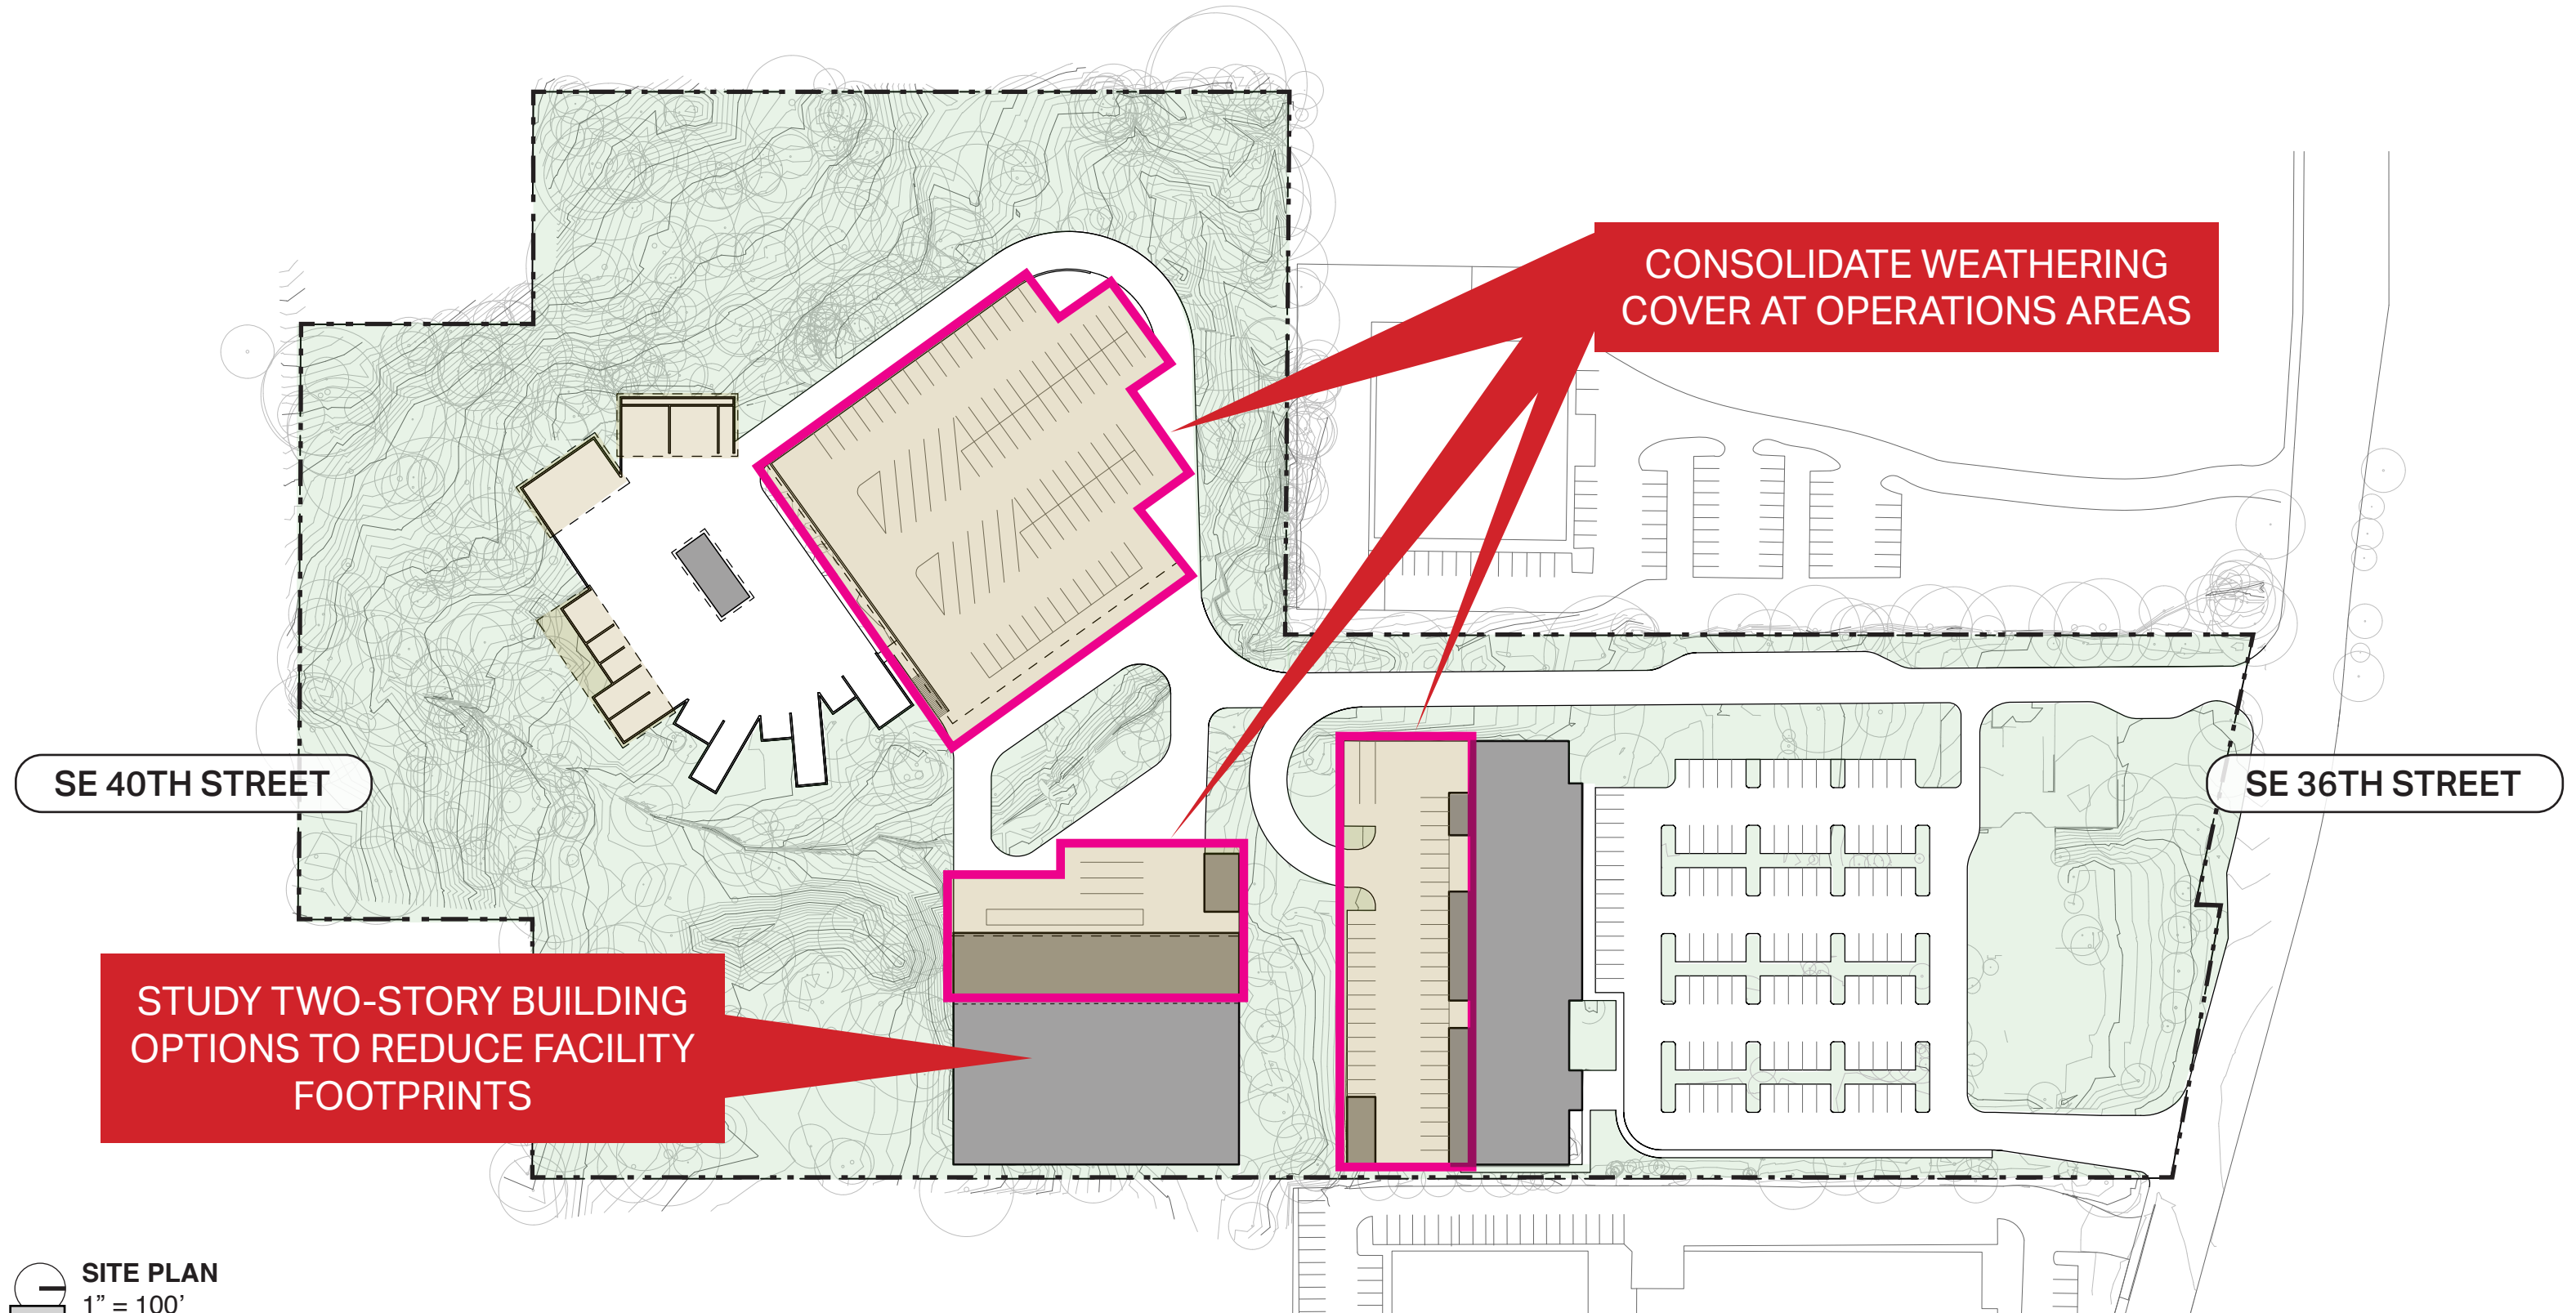 CONSOLIDATE WEATHERING
COVER AT OPERATIONS AREAS
SE 40TH STREET
SE 36TH STREET
STUDY TWO-STORY BUILDING
OPTIONS TO REDUCE FACILITY
FOOTPRINTS
SITE PLAN
1” = 100’